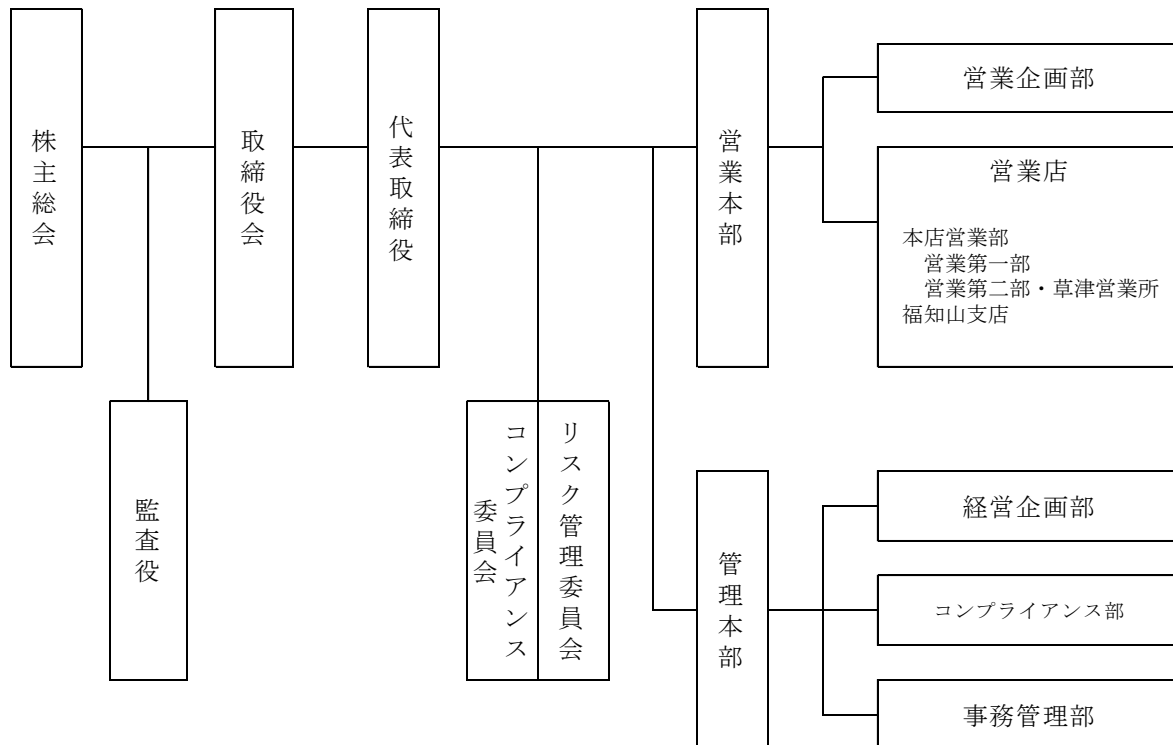 株主総会
監査役
取締役会
代表取締役
コンプライアンス
委員会
リスク管理委員会
営業本部
営業企画部
営業店
本店営業部
営業第一部
営業第二部・草津営業所
福知山支店
管理本部
経営企画部
コンプライアンス部
事務管理部